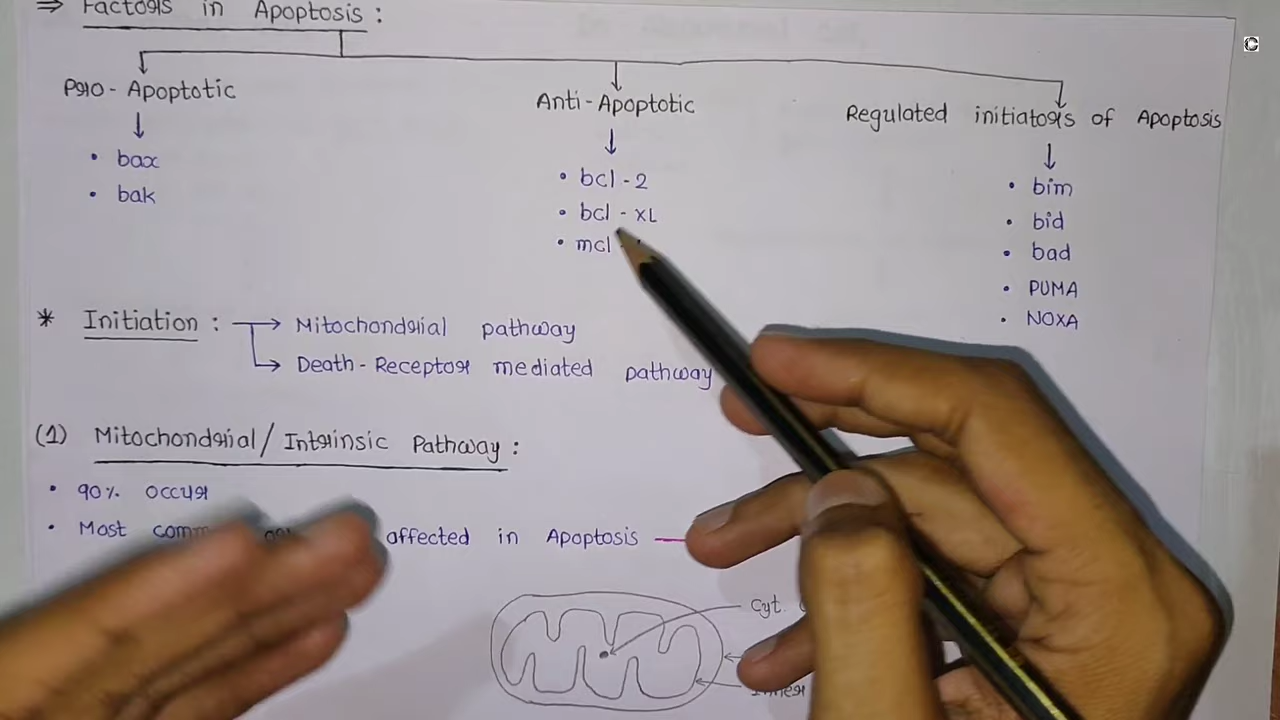 ⇒ Factors in Apoptosis :
Pro - Apoptotic
• bax
• bak
Anti - Apoptotic
• bcl - 2
• bcl - xL
• mcl
Regulated initiators of Apoptosis
• bim
• bid
• bad
• PUMA
• NOXA
* Initiation : → Mitochondrial pathway
→ Death - Receptor mediated pathway
(1) Mitochondrial / Intrinsic Pathway :
• 90% occur
• Most affected in Apoptosis
Cyt.